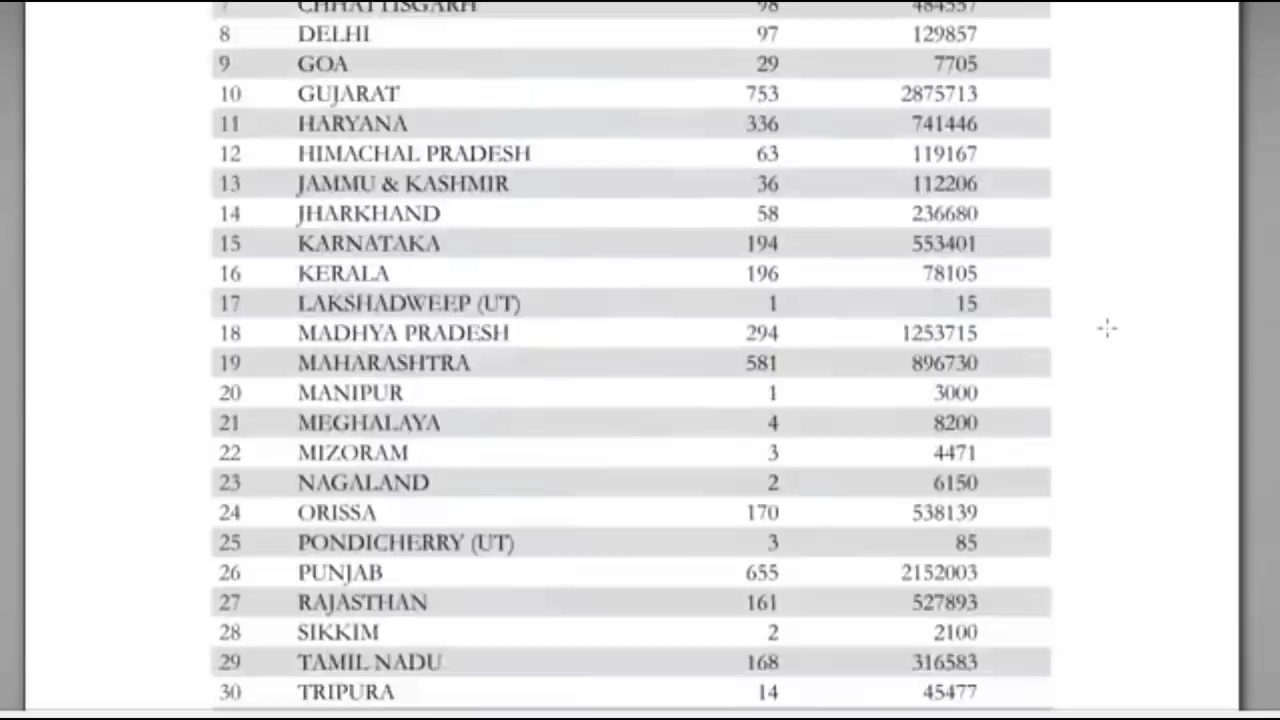 7 CHHATTISGARH 98 484557
8 DELHI 97 129857
9 GOA 29 7705
10 GUJARAT 753 2875713
11 HARYANA 336 741446
12 HIMACHAL PRADESH 63 119167
13 JAMMU & KASHMIR 36 112206
14 JHARKHAND 58 236680
15 KARNATAKA 194 553401
16 KERALA 196 78105
17 LAKSHADWEEP (UT) 1 15
18 MADHYA PRADESH 294 1253715
19 MAHARASHTRA 581 896730
20 MANIPUR 1 3000
21 MEGHALAYA 4 8200
22 MIZORAM 3 4471
23 NAGALAND 2 6150
24 ORISSA 170 538139
25 PONDICHERRY (UT) 3 85
26 PUNJAB 655 2152003
27 RAJASTHAN 161 527893
28 SIKKIM 2 2100
29 TAMIL NADU 168 316583
30 TRIPURA 14 45477